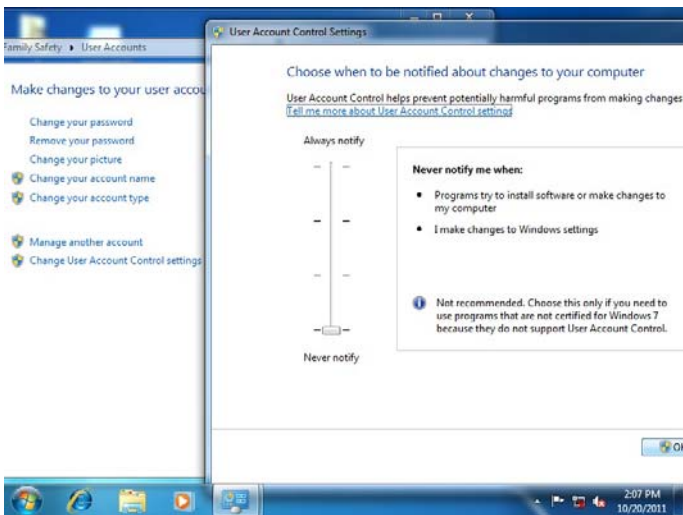 User Account Control Settings
Family Safety ▸ User Accounts
Make changes to your user accou
Change your password
Remove your password
Change your picture
Change your account name
Change your account type
Manage another account
Change User Account Control settings
Choose when to be notified about changes to your computer
User Account Control helps prevent potentially harmful programs from making changes
Tell me more about User Account Control settings
Always notify
Never notify
Never notify me when:
• Programs try to install software or make changes to
my computer
• I make changes to Windows settings
Not recommended. Choose this only if you need to
use programs that are not certified for Windows 7
because they do not support User Account Control.
OK
2:07 PM
10/20/2011